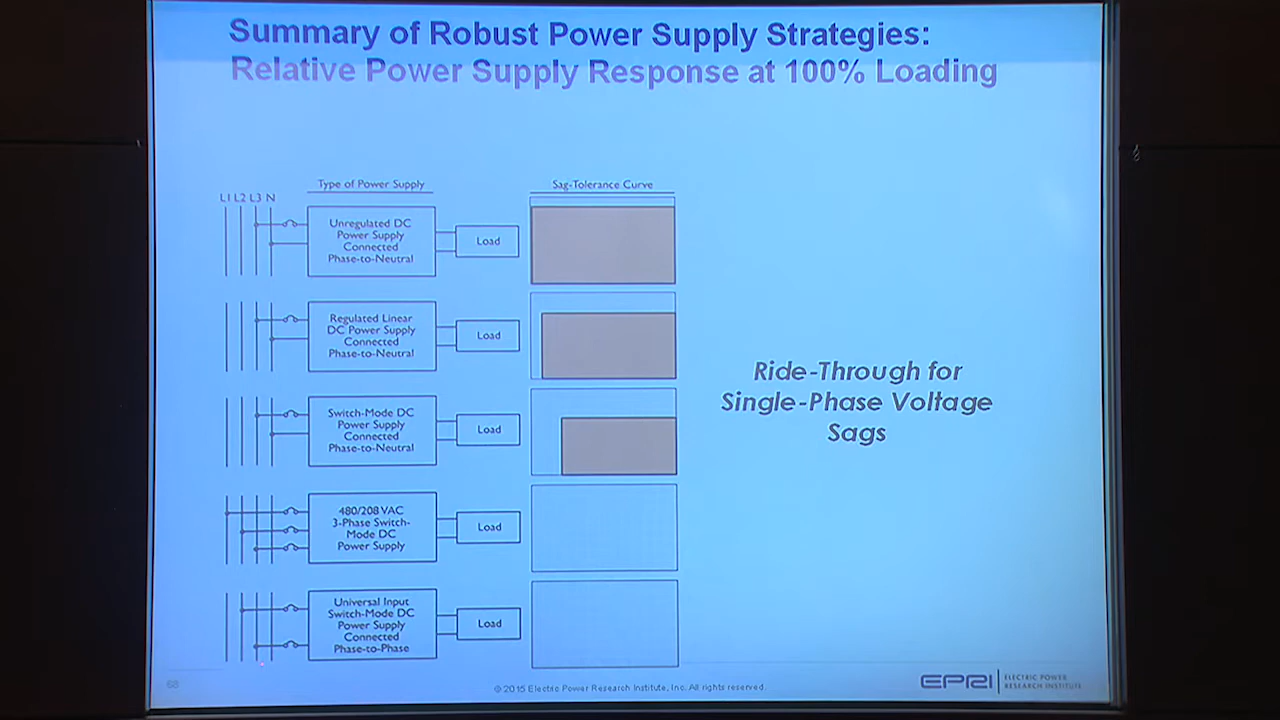 Summary of Robust Power Supply Strategies:
Relative Power Supply Response at 100% Loading
Type of Power Supply
Sag-Tolerance Curve
L1 L2 L3 N
Unregulated DC
Power Supply
Connected
Phase-to-Neutral
Load
Regulated Linear
DC Power Supply
Connected
Phase-to-Neutral
Load
Switch-Mode DC
Power Supply
Connected
Phase-to-Neutral
Load
480/208 VAC
3-Phase Switch-
Mode DC
Power Supply
Load
Universal Input
Switch-Mode DC
Power Supply
Connected
Phase-to-Phase
Load
Ride-Through for
Single-Phase Voltage
Sags
68
© 2015 Electric Power Research Institute, Inc. All rights reserved.
EPRI
ELECTRIC POWER
RESEARCH INSTITUTE